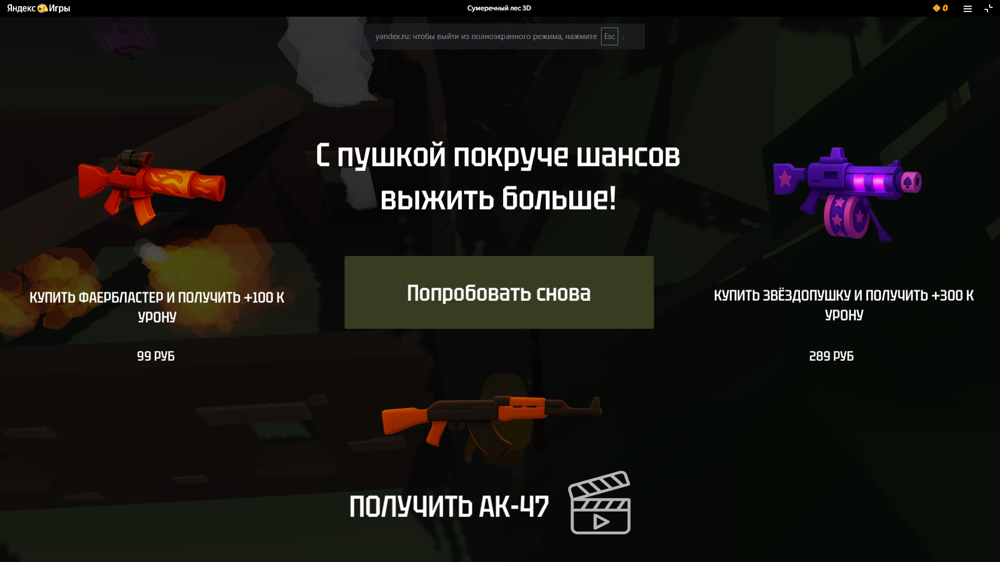 Яндекс Игры
Сумеречный лес 3D
0
yandex.ru: чтобы выйти из полноэкранного режима, нажмите Esc .
С пушкой покруче шансов
выжить больше!
Попробовать снова
КУПИТЬ ФАЕРБЛАСТЕР И ПОЛУЧИТЬ +100 К
УРОНУ
99 РУБ
КУПИТЬ ЗВЁЗДОПУШКУ И ПОЛУЧИТЬ +300 К
УРОНУ
289 РУБ
ПОЛУЧИТЬ АК-47